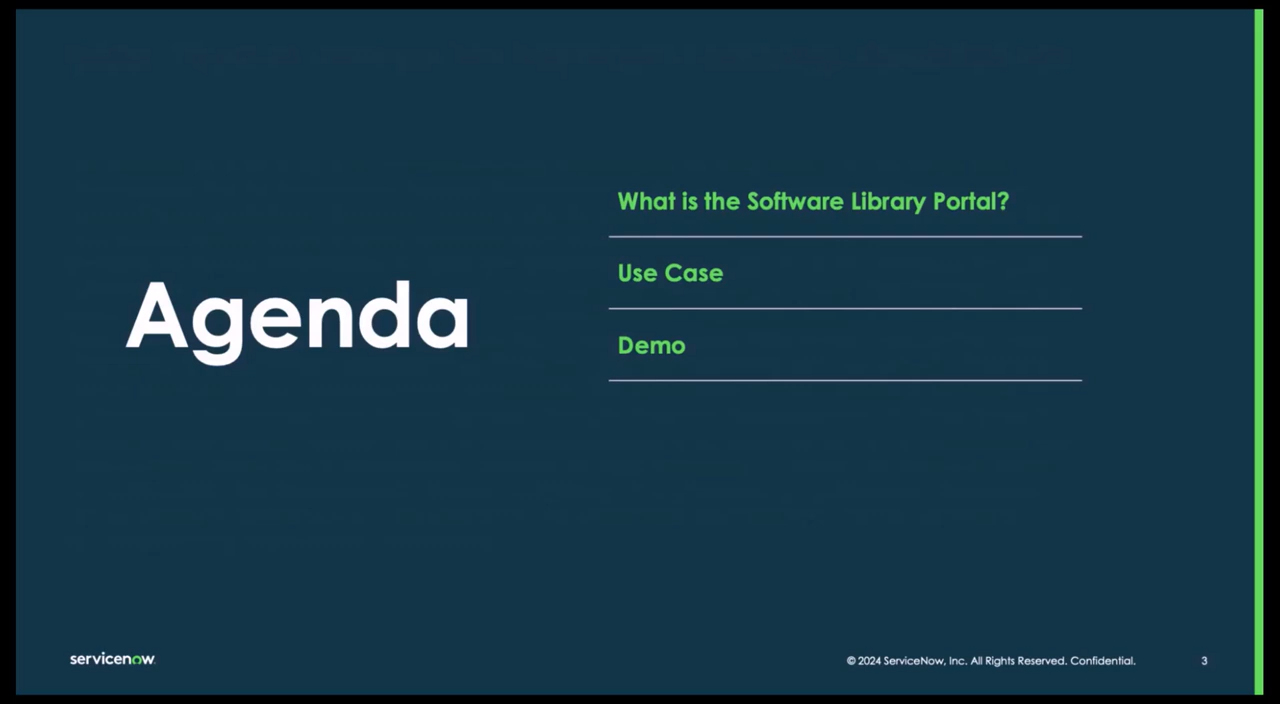 Agenda
What is the Software Library Portal?
Use Case
Demo
servicenow
© 2024 ServiceNow, Inc. All Rights Reserved. Confidential.
3